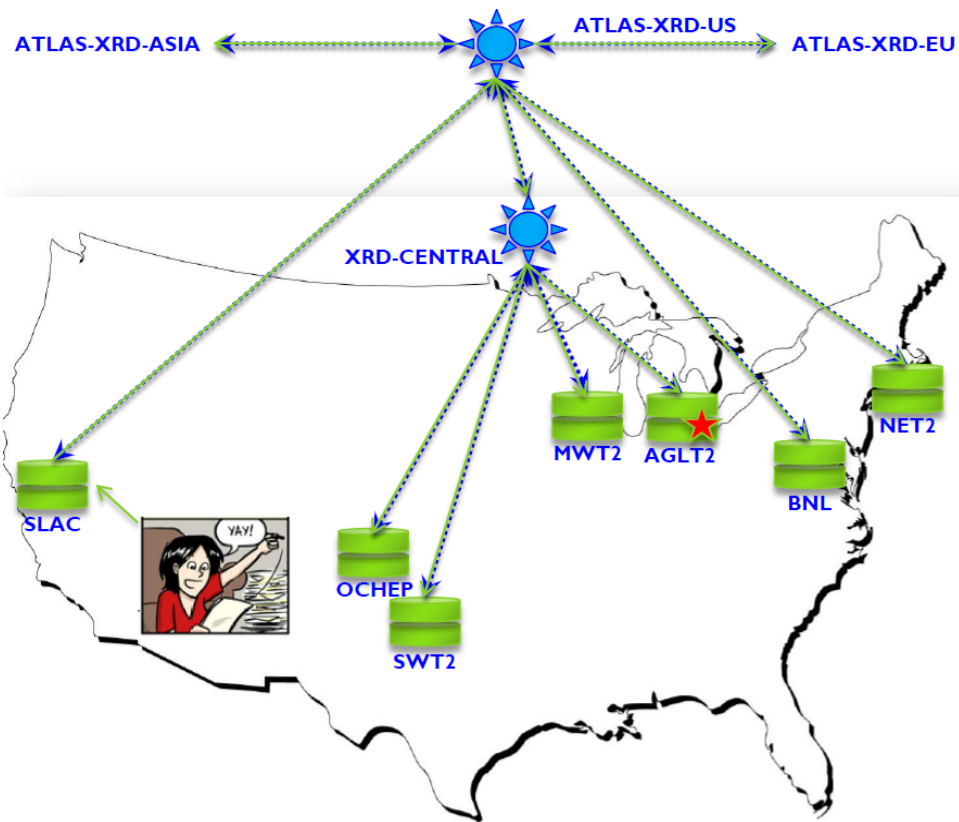 ATLAS-XRD-US
ATLAS-XRD-ASIA
ATLAS-XRD-EU
XRD-CENTRAL
NET2
MWT2
AGLT2
BNL
SLAC
YAY!
OCHEP
SWT2